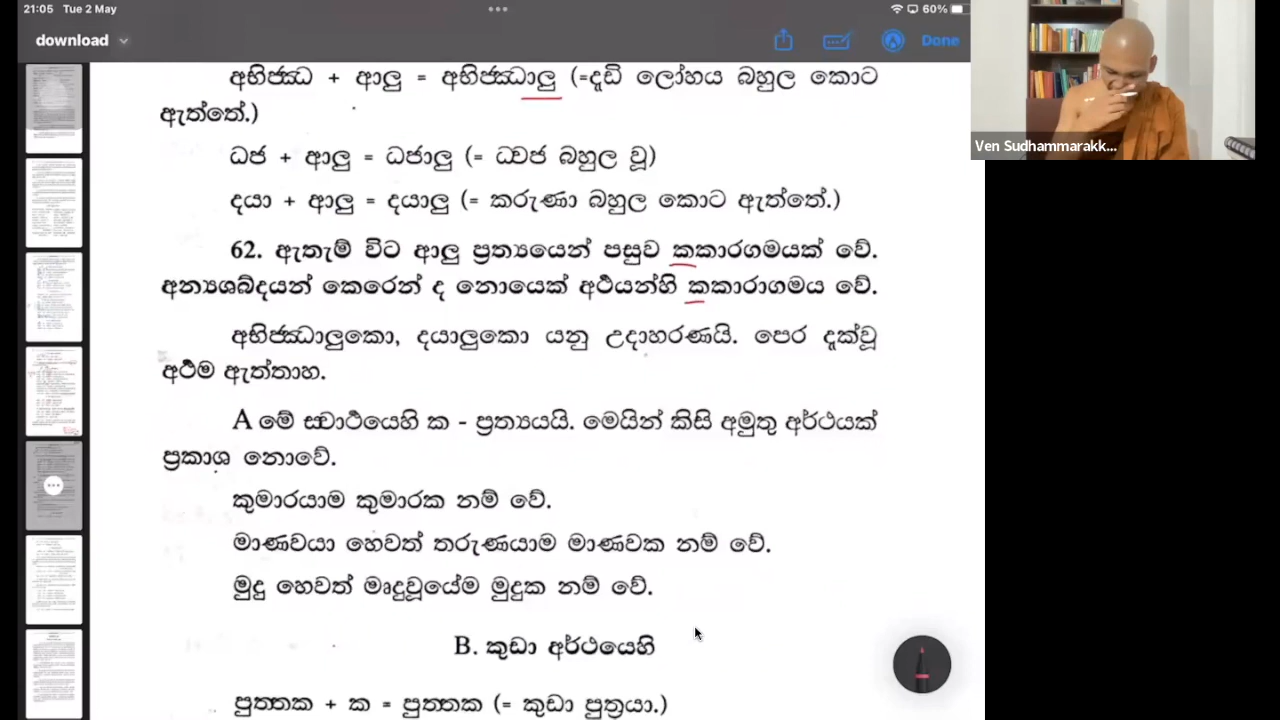 21:05 Tue 2 May
60%
download
Done
අභිජ්ඣ + ආලු = අභිජ්ඣාලු (=දැඩි ලෝභය බහුල කොට
ඇත්තේ.)
ධජ + ආලු = ධජාලු (= ධ්වජ බහුල වූ)
දයා + ආලු = දයාලු (= කරුණා බහුල කොට ඇත්තේ.)
62. ඇතැම් විට ආලු ප්‍රත්‍යයෙන් පසුව කකාරගමයක් වේ.
අන්‍යශබ්දයන් කෙරෙන් ද නොයෙක් අර්‍ථයන්හි කකාරාගමය වේ.
අභිජ්ඣාලුකො, දයාලුකො යනු උදාහරණයි. පෙර දැක්වූ
අර්‍ථම ඇත්තාහ.
A මේ ස්වාර්‍ථයෙහි ක - ප්‍රත්‍යයයි. මෙයින් කිසි අමුතු අර්ථයක්
ප්‍රකාශ නොවේ.
කුමාරයාම කුමාරක නම් වේ.
මාණවයා හෙවත් තරුණයාම මාණවක නම් වේ.
මුදු හෙවත් මෘදුවූයේම මුදුක නම් වේ.
B. කුඩා අර්ථයෙහි
පුත්තක + ක = පුත්තක (= කුඩා පුත්‍රයා.)
Ven Sudhammarakk...